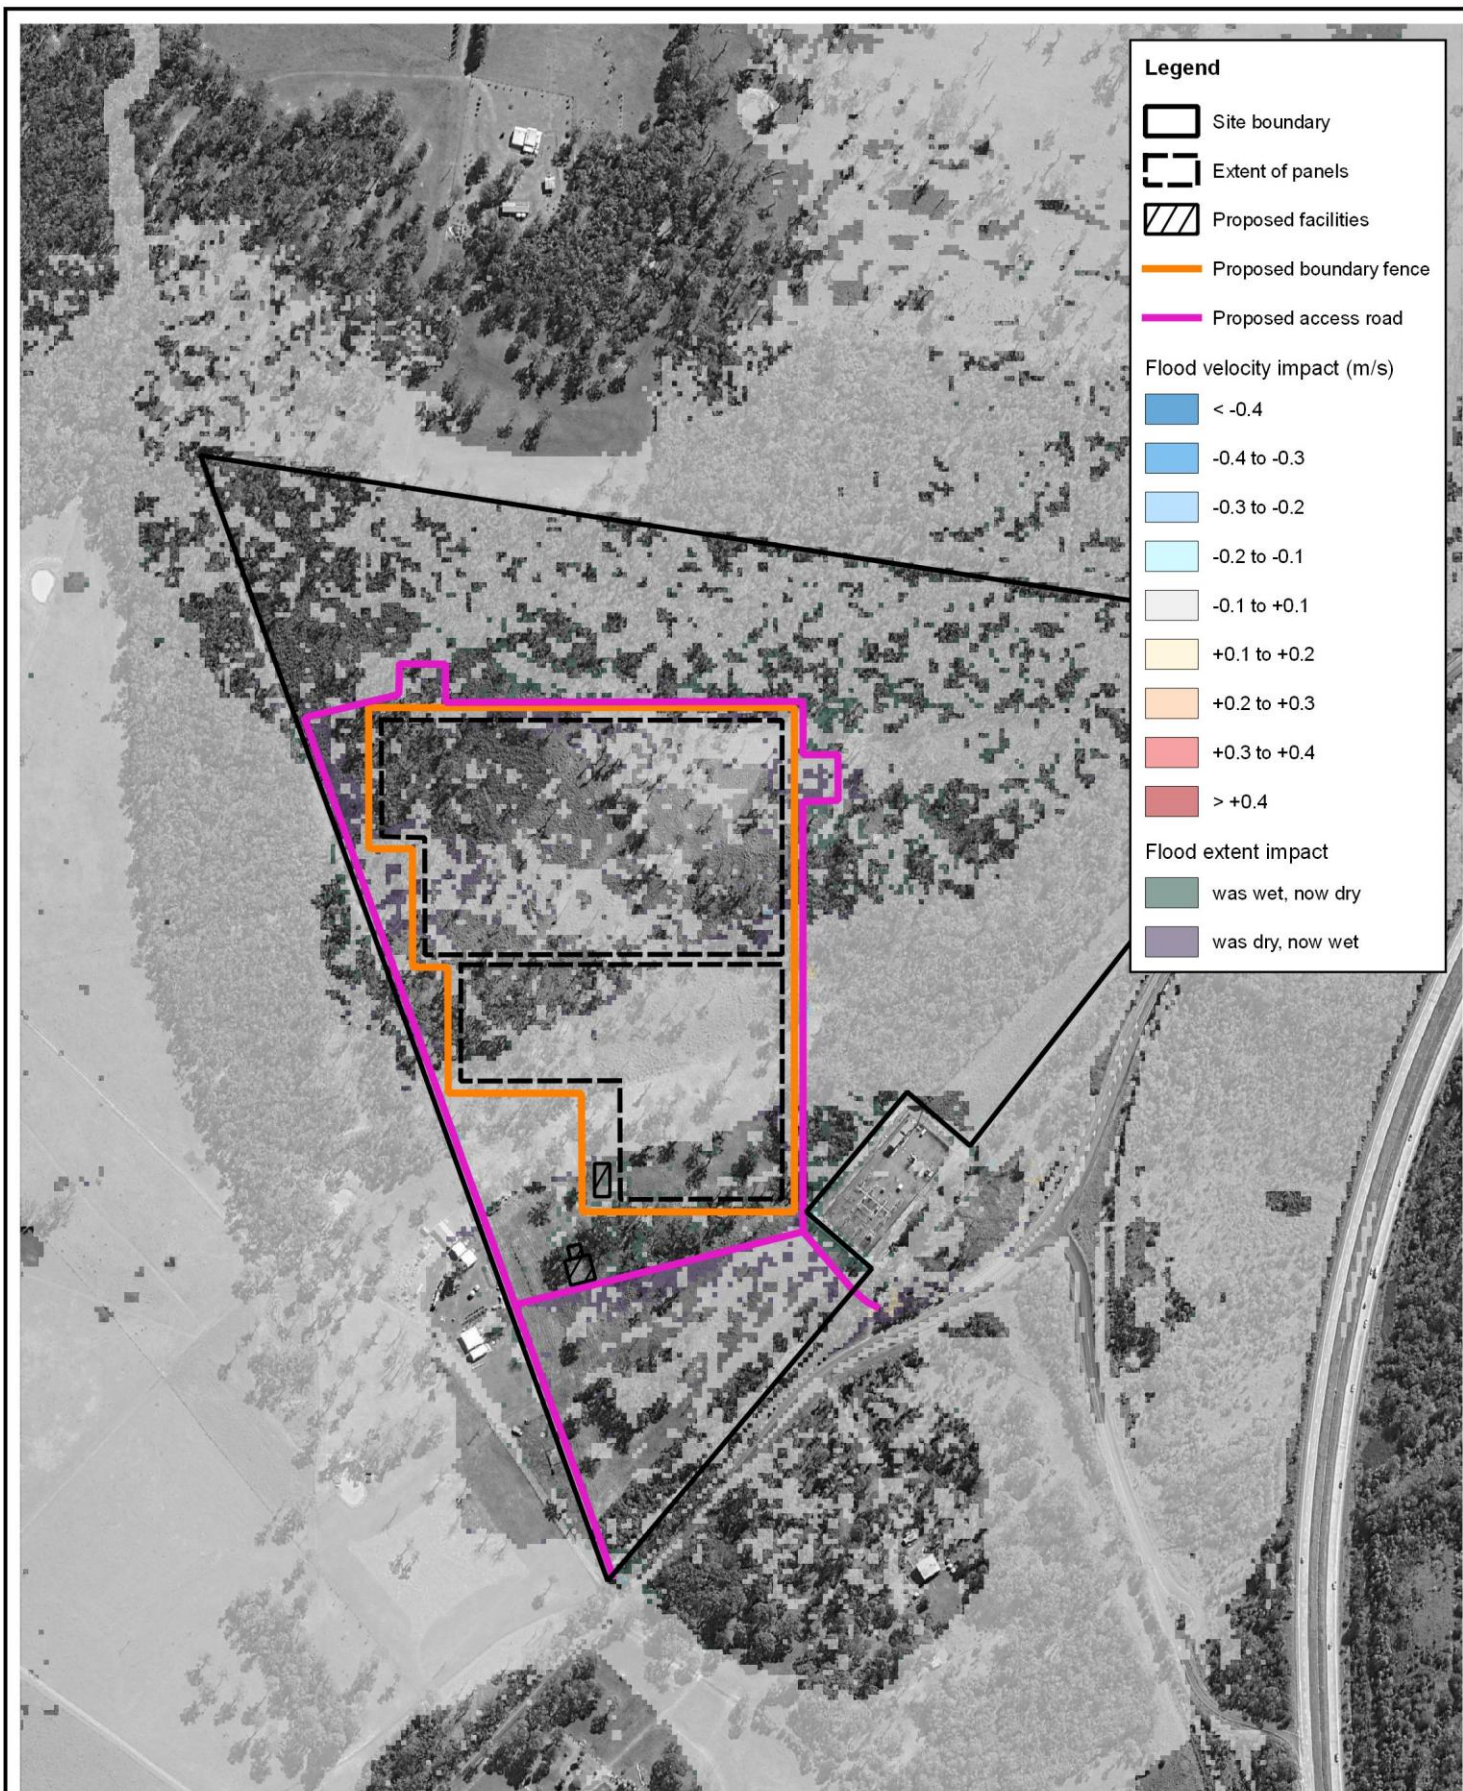 Legend
Site boundary
Extent of panels
Proposed facilities
Proposed boundary fence
Proposed access road
Flood velocity impact (m/s)
< -0.4
-0.4 to -0.3
-0.3 to -0.2
-0.2 to -0.1
-0.1 to +0.1
+0.1 to +0.2
+0.2 to +0.3
+0.3 to +0.4
> +0.4
Flood extent impact
was wet, now dry
was dry, now wet